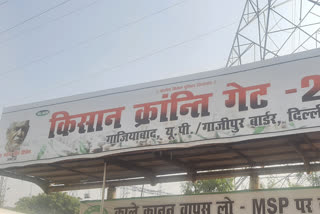 किसान क्रान्ति गेट - 2
गाज़ियाबाद, यू.पी./गाजीपुर बार्डर, दिल्ली
काले कानून वापस लो - MSP पर